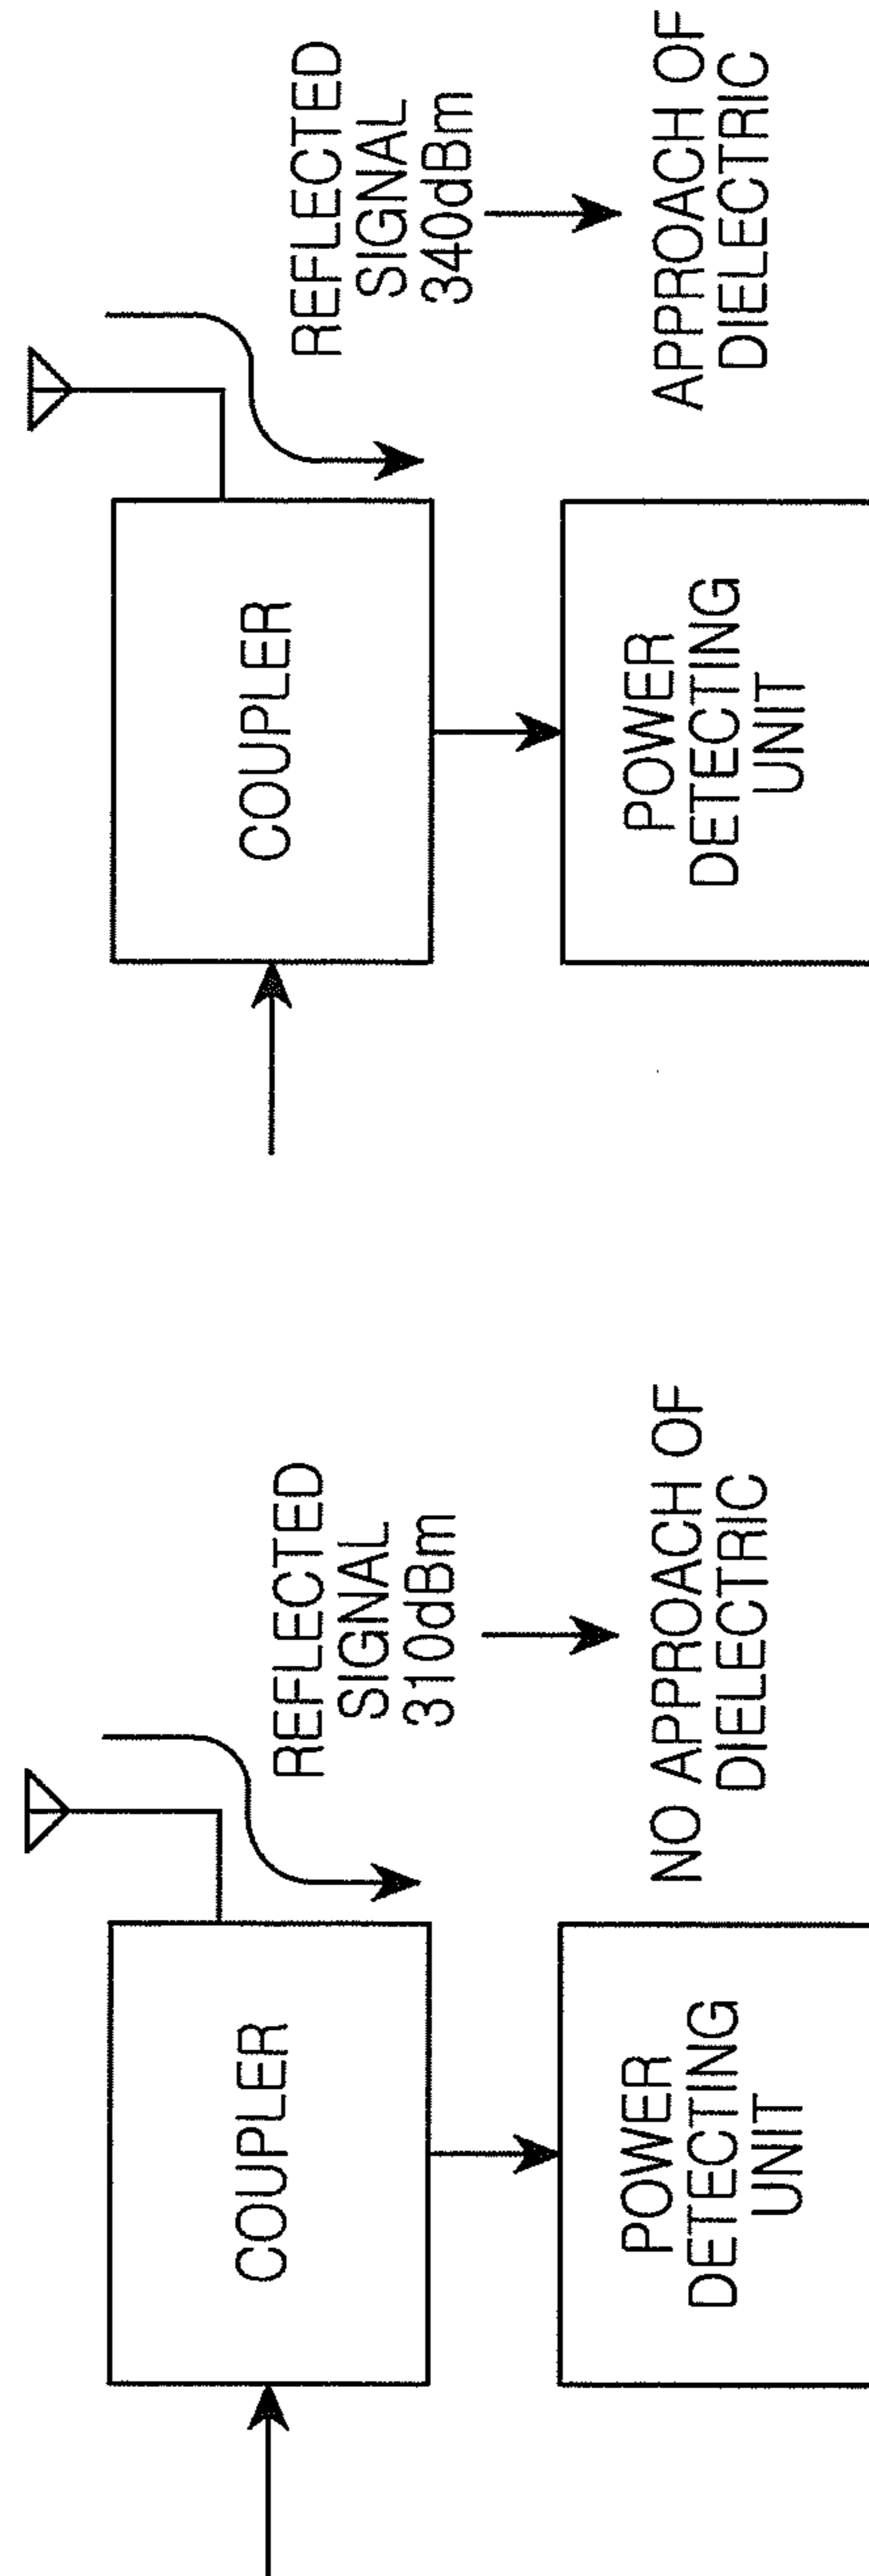 COUPLER
REFLECTED
SIGNAL
310dBm
POWER
DETECTING
UNIT
NO APPROACH OF
DIELECTRIC
COUPLER
REFLECTED
SIGNAL
340dBm
POWER
DETECTING
UNIT
APPROACH OF
DIELECTRIC